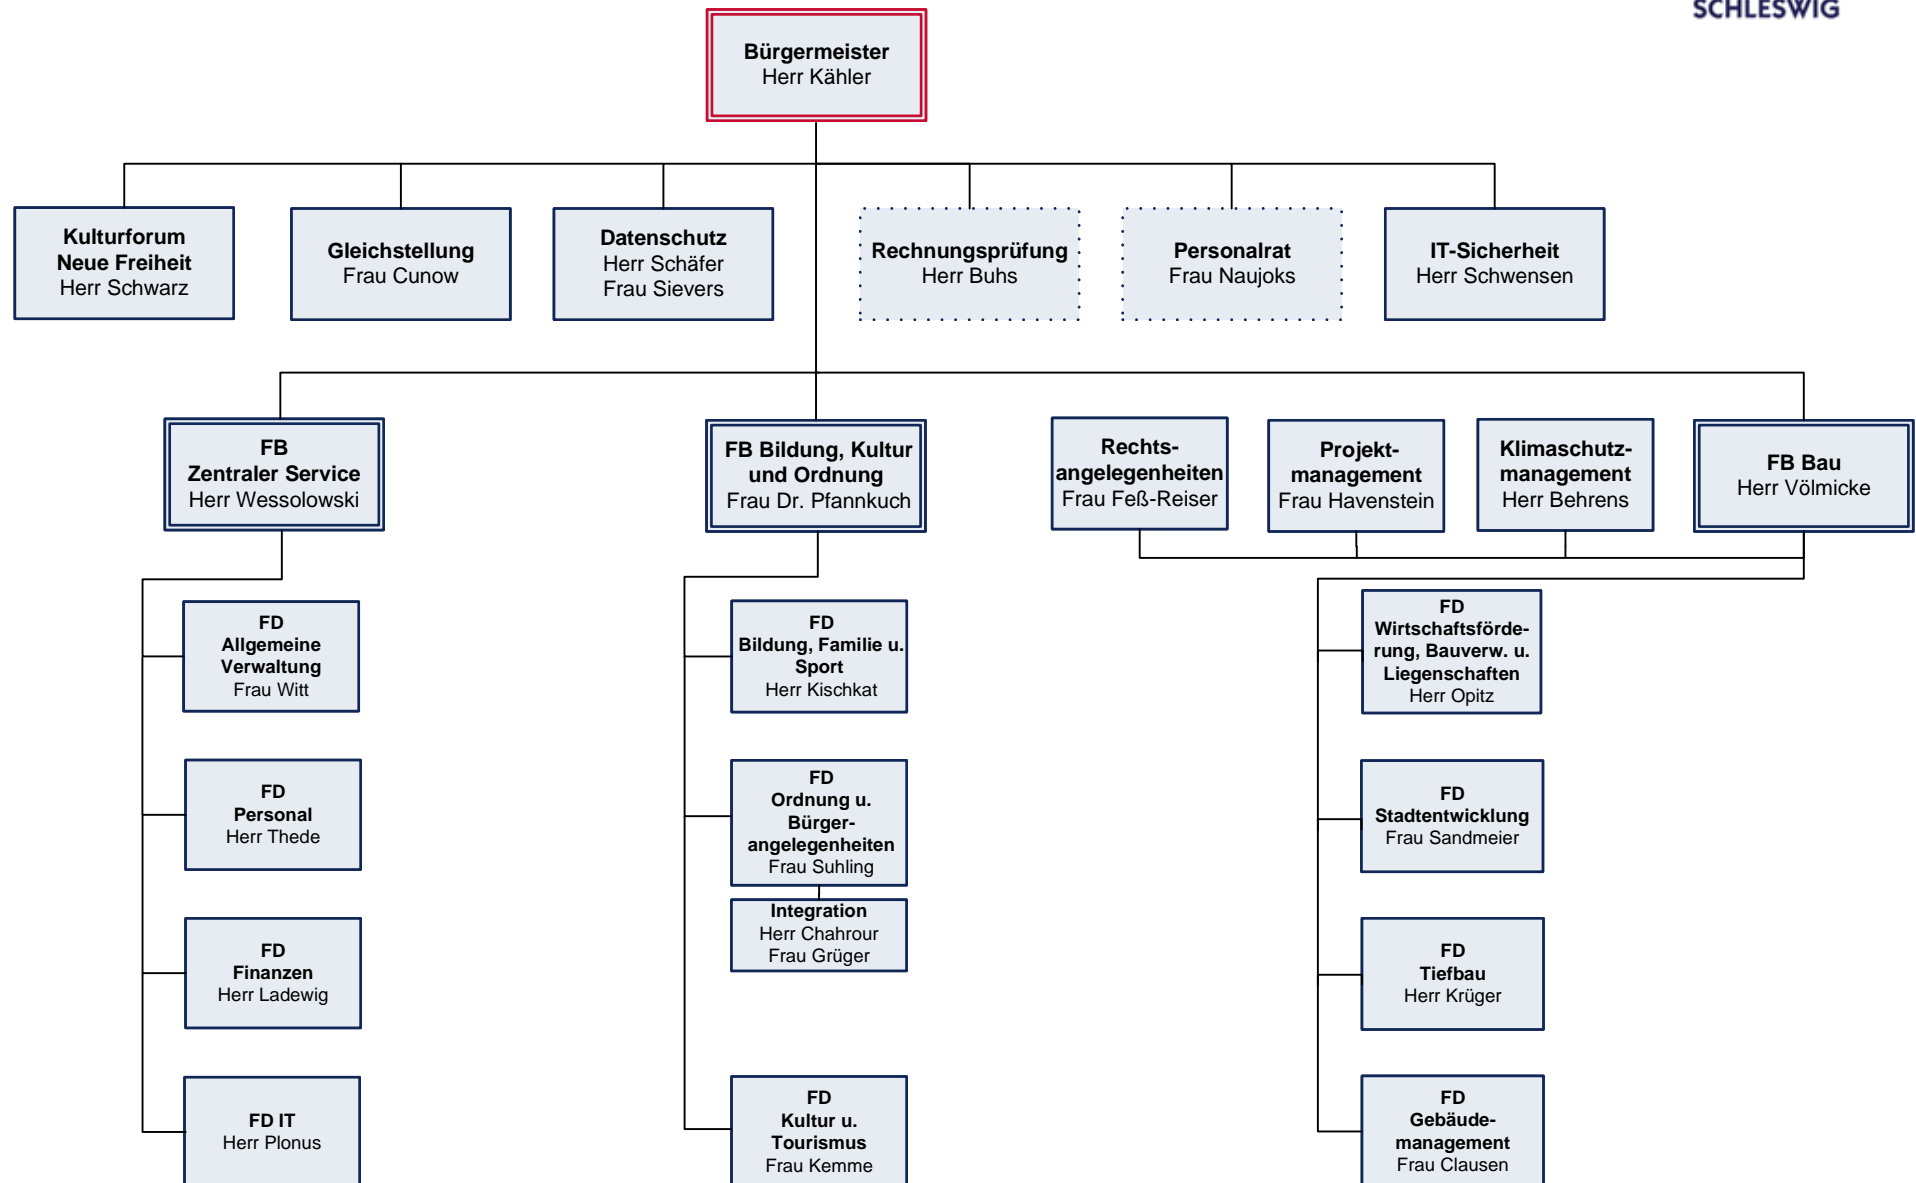 SCHLESWIG
Bürgermeister
Herr Kähler
Kulturforum
Neue Freiheit
Herr Schwarz
Gleichstellung
Frau Cunow
Datenschutz
Herr Schäfer
Frau Sievers
Rechnungsprüfung
Herr Buhs
Personalrat
Frau Naujoks
IT-Sicherheit
Herr Schwensen
FB
Zentraler Service
Herr Wessolowski
FB Bildung, Kultur
und Ordnung
Frau Dr. Pfannkuch
Rechts-
angelegenheiten
Frau Feß-Reiser
Projekt-
management
Frau Havenstein
Klimaschutz-
management
Herr Behrens
FB Bau
Herr Völmicke
FD
Allgemeine
Verwaltung
Frau Witt
FD
Personal
Herr Thede
FD
Finanzen
Herr Ladewig
FD IT
Herr Plonus
FD
Bildung, Familie u.
Sport
Herr Kischkat
FD
Ordnung u.
Bürger-
angelegenheiten
Frau Suhling
Integration
Herr Chahrour
Frau Grüger
FD
Kultur u.
Tourismus
Frau Kemme
FD
Wirtschaftsförde-
rung, Bauverw. u.
Liegenschaften
Herr Opitz
FD
Stadtentwicklung
Frau Sandmeier
FD
Tiefbau
Herr Krüger
FD
Gebäude-
management
Frau Clausen